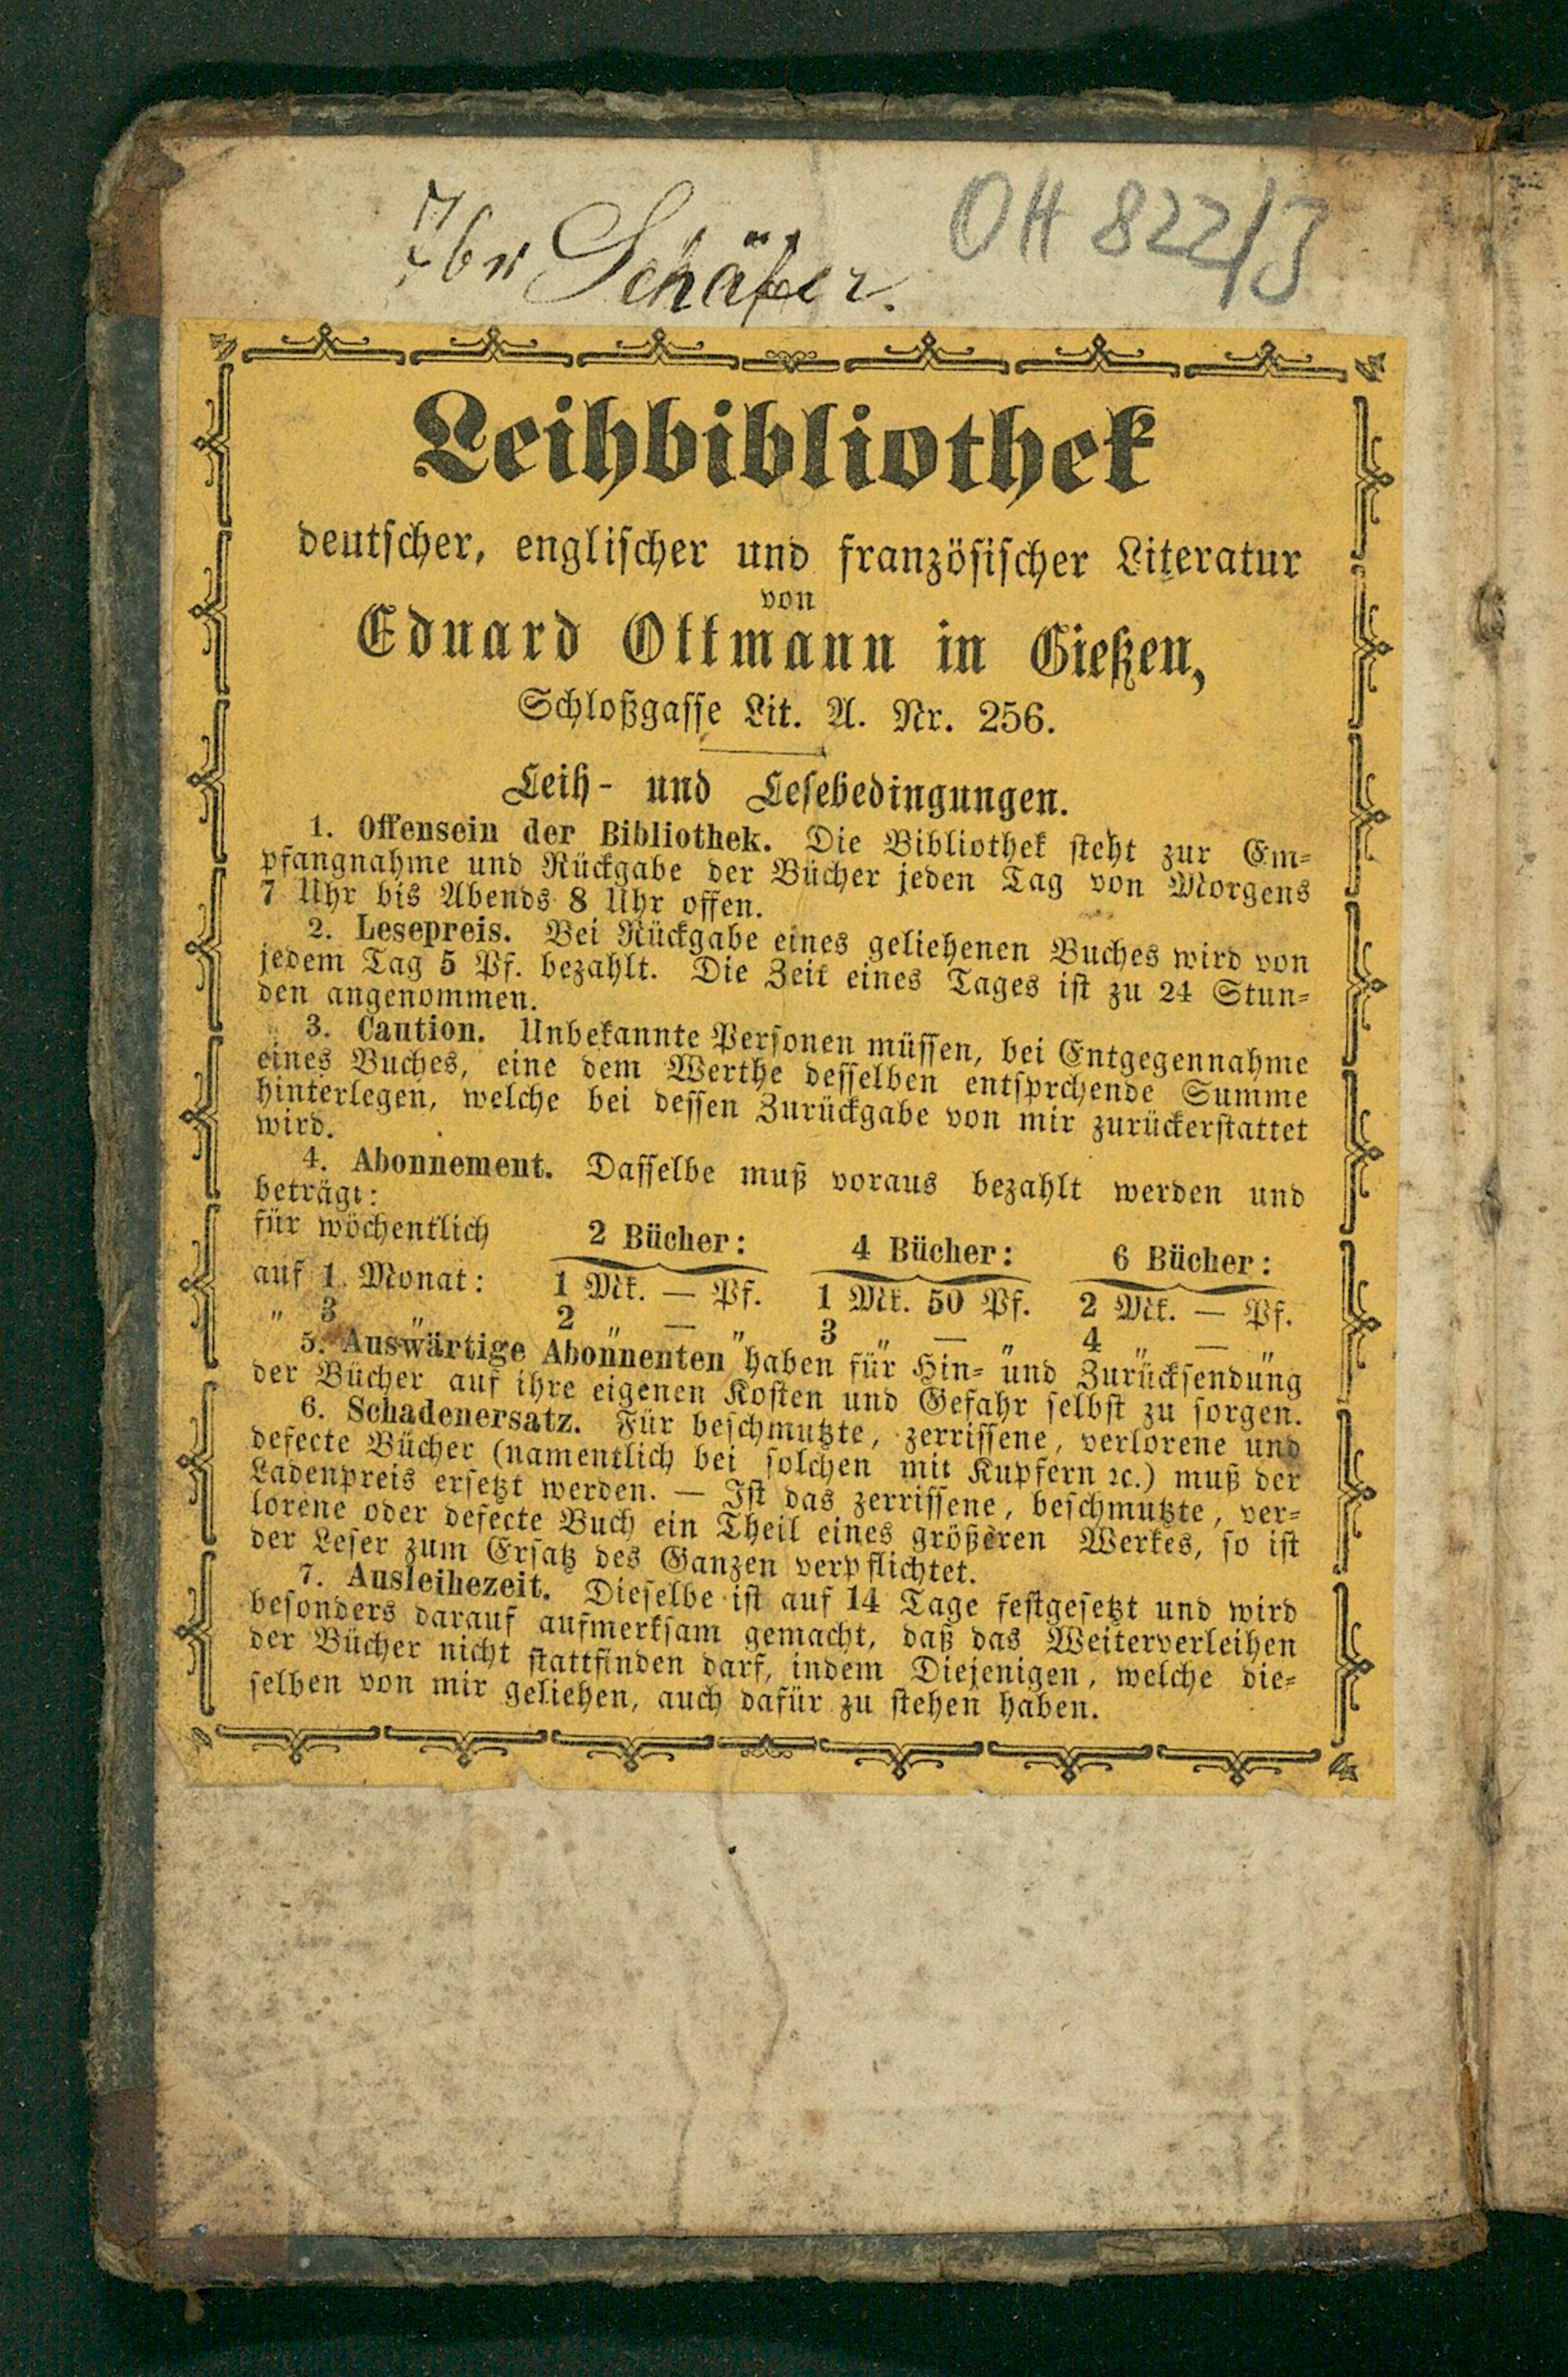 Schäfer.
OH 822/3
Leihbibliothek
deutscher, englischer und französischer Literatur
von
Eduard Ottmann in Gießen,
Schloßgasse Lit. A. Nr. 256.
Leih- und Lesebedingungen.
1. Offensein der Bibliothek. Die Bibliothek steht zur Em-
pfangnahme und Rückgabe der Bücher jeden Tag von Morgens
7 Uhr bis Abends 8 Uhr offen.
2. Lesepreis. Bei Rückgabe eines geliehenen Buches wird von
jedem Tag 5 Pf. bezahlt. Die Zeit eines Tages ist zu 24 Stun-
den angenommen.
3. Caution. Unbekannte Personen müssen, bei Entgegennahme
eines Buches, eine dem Werthe desselben entsprchende Summe
hinterlegen, welche bei dessen Zurückgabe von mir zurückerstattet
wird.
4. Abonnement. Dasselbe muß voraus bezahlt werden und
beträgt:
für wöchentlich 2 Bücher: 4 Bücher: 6 Bücher:
auf 1 Monat: 1 Mk. — Pf. 1 Mk. 50 Pf. 2 Mk. — Pf.
" 3 " 2 " — " 3 " — " 4 " — "
5. Auswärtige Abonnenten haben für Hin- und Zurücksendung
der Bücher auf ihre eigenen Kosten und Gefahr selbst zu sorgen.
6. Schadenersatz. Für beschmutzte, zerrissene, verlorene und
defecte Bücher (namentlich bei solchen mit Kupfern ꝛc.) muß der
Ladenpreis ersetzt werden. — Ist das zerrissene, beschmutzte, ver-
lorene oder defecte Buch ein Theil eines größeren Werkes, so ist
der Leser zum Ersatz des Ganzen verpflichtet.
7. Ausleihezeit. Dieselbe ist auf 14 Tage festgesetzt und wird
besonders darauf aufmerksam gemacht, daß das Weiterverleihen
der Bücher nicht stattfinden darf, indem Diejenigen, welche die-
selben von mir geliehen, auch dafür zu stehen haben.